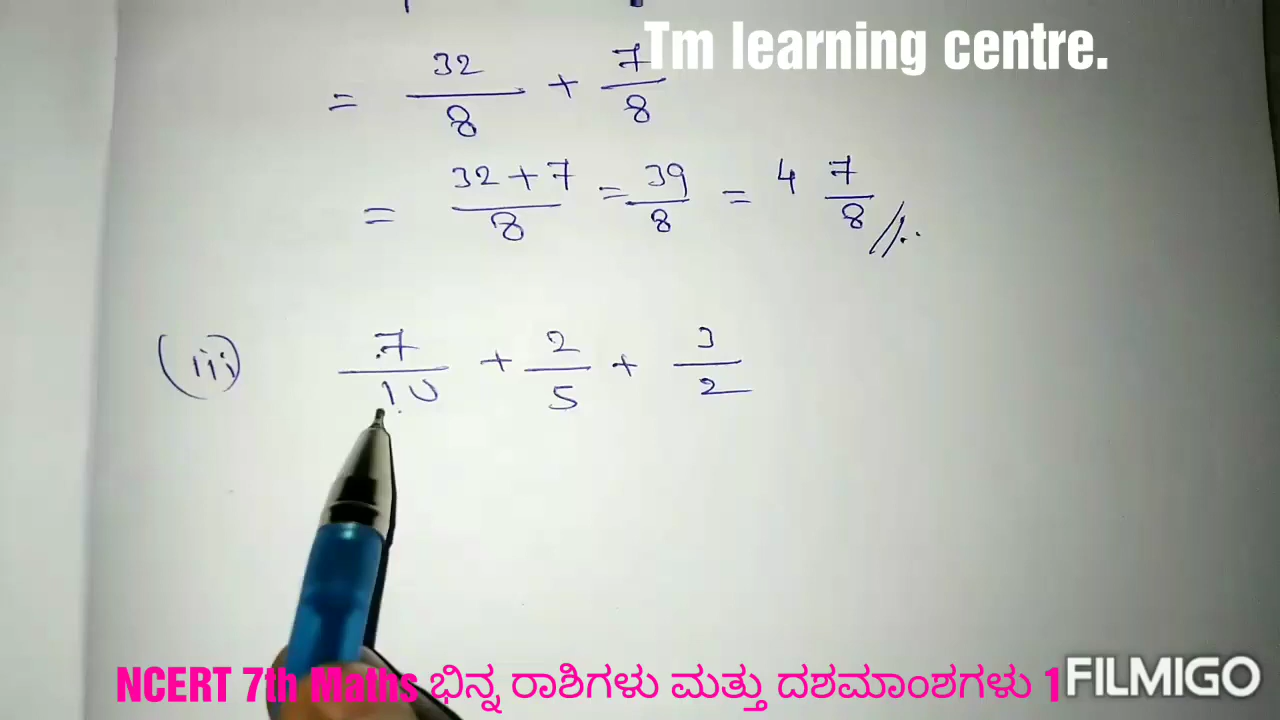 Tm learning centre.
= 32/8 + 7/8
= 32+7/8 = 39/8 = 4 7/8 //.
(iii) 7/10 + 2/5 + 3/2
NCERT 7th Maths ಭಿನ್ನ ರಾಶಿಗಳು ಮತ್ತು ದಶಮಾಂಶಗಳು 1
FILMIGO